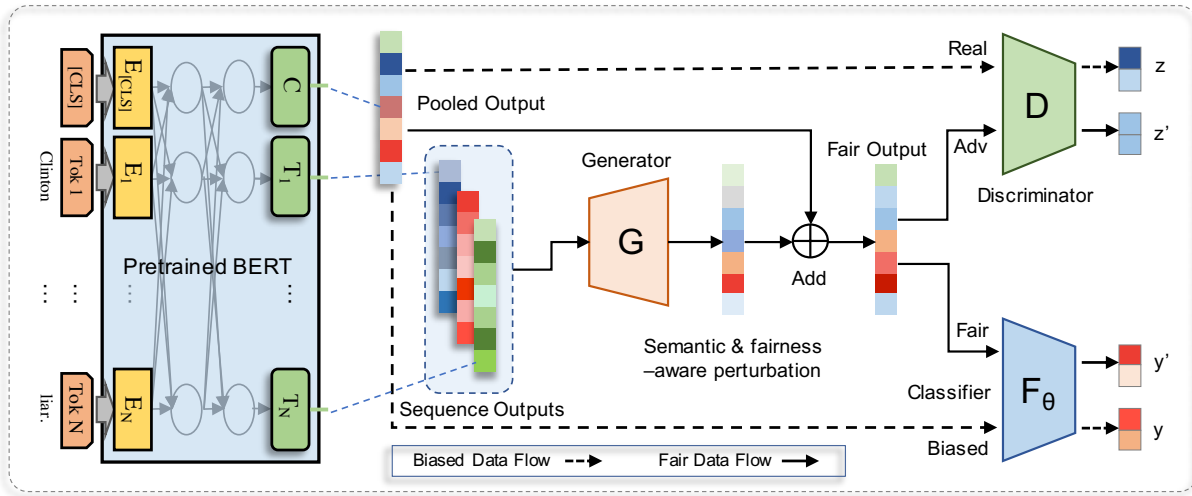 [CLS]
E[CLS]
C
Clinton
Tok 1
E1
T1
Pretrained BERT
...
...
...
...
liar.
Tok N
EN
TN
Pooled Output
Sequence Outputs
Generator
G
Semantic & fairness
–aware perturbation
Add
Fair Output
Real
Adv
D
Discriminator
z
z'
Fair
Classifier
Biased
Fθ
y'
y
Biased Data Flow
Fair Data Flow